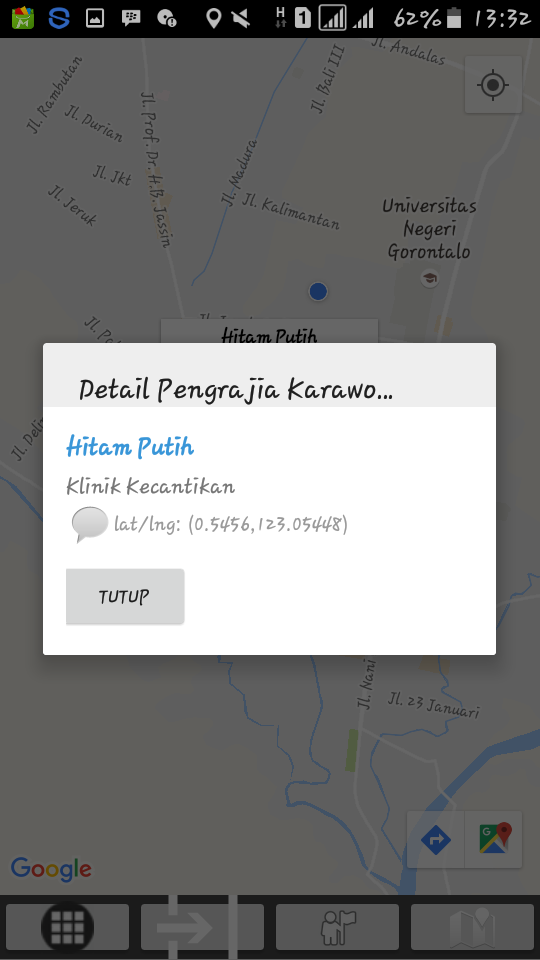 H
1
62%
13:32
Jl. Andalas
Jl. Rambutan
Jl. Bali III
Jl. Durian
Jl. Prof. Dr. H.B. Jassin
Jl. Madura
Jl. Jkt
Jl. Jeruk
Jl. Kalimantan
Universitas
Negeri
Gorontalo
Hitam Putih
Detail Pengrajia Karawo...
Hitam Putih
Klinik Kecantikan
lat/lng: (0.5456,123.05448)
TUTUP
Jl. Nani
Jl. 23 Januari
G
Google